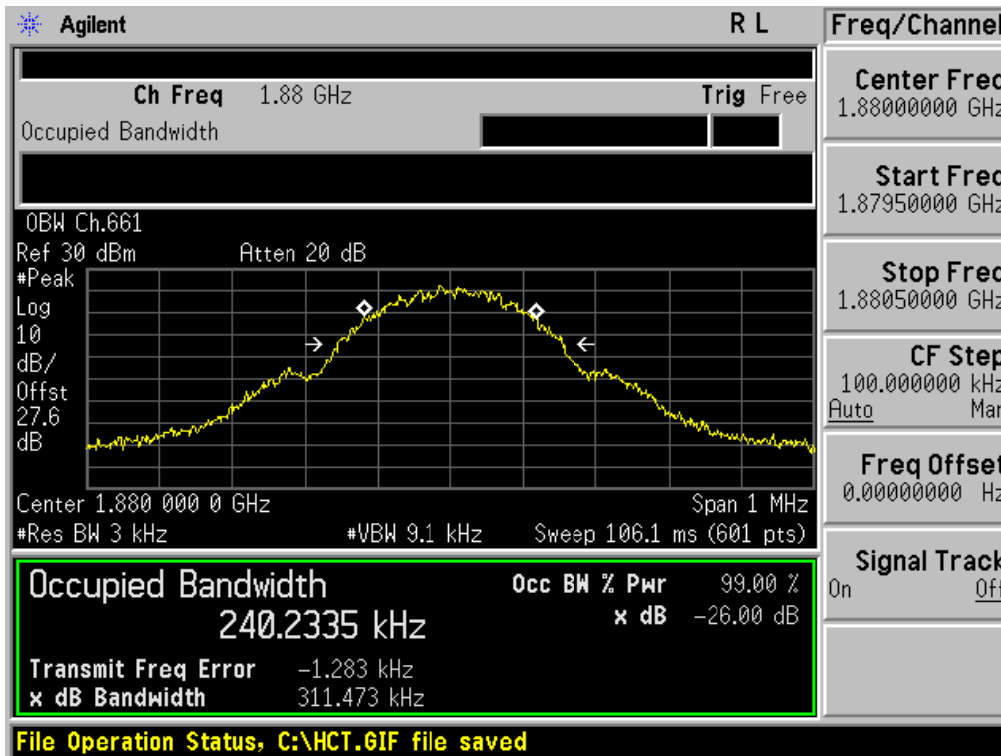 Agilent R L Freq/Channel
Ch Freq 1.88 GHz Trig Free
Occupied Bandwidth
Center Freq
1.88000000 GHz
Start Freq
1.87950000 GHz
Stop Freq
1.88050000 GHz
CF Step
100.000000 kHz
Auto Man
Freq Offset
0.00000000 Hz
Signal Track
On Off
OBW Ch.661
Ref 30 dBm Atten 20 dB
#Peak
Log
10
dB/
Offst
27.6
dB
Center 1.880 000 0 GHz Span 1 MHz
#Res BW 3 kHz #VBW 9.1 kHz Sweep 106.1 ms (601 pts)
Occupied Bandwidth Occ BW % Pwr 99.00 %
240.2335 kHz x dB -26.00 dB
Transmit Freq Error -1.283 kHz
x dB Bandwidth 311.473 kHz
File Operation Status, C:\HCT.GIF file saved